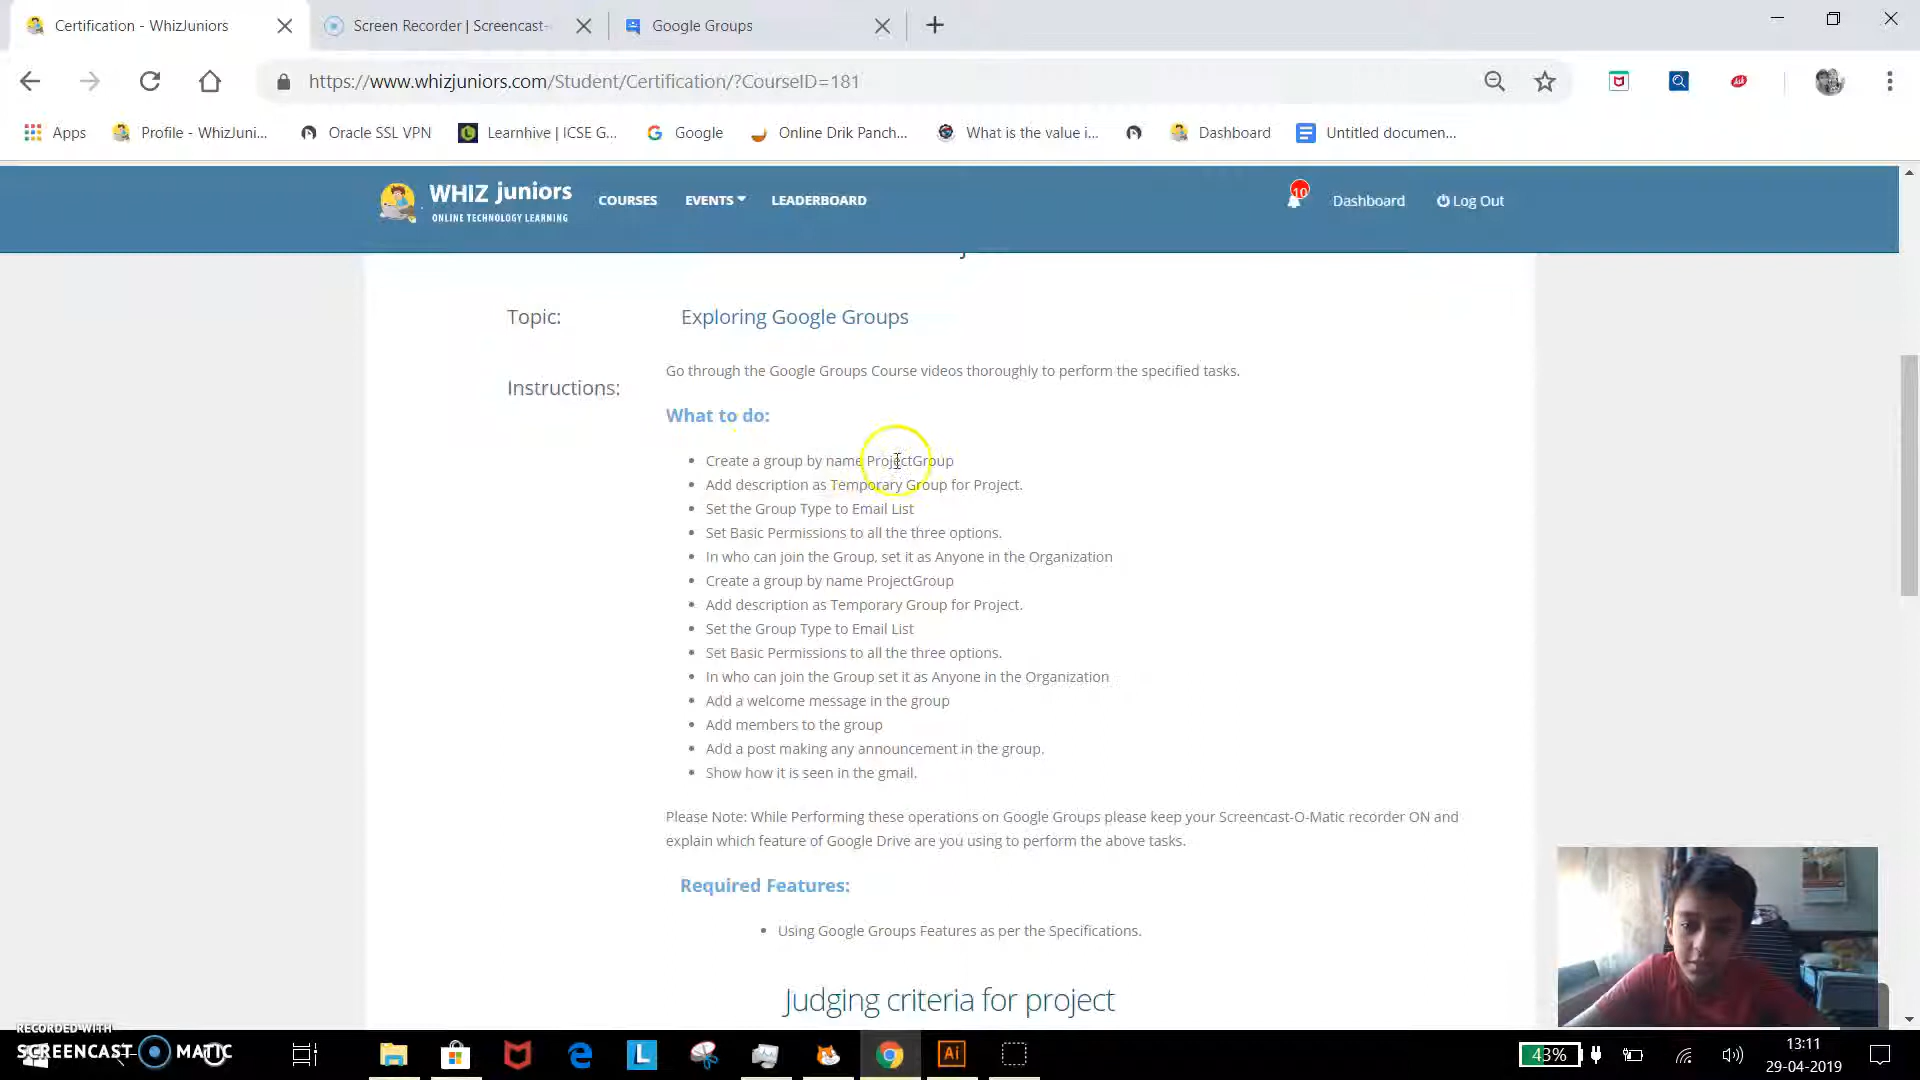 Certification - WhizJuniors
Screen Recorder | Screencast-
Google Groups
https://www.whizjuniors.com/Student/Certification/?CourseID=181
Ask
Apps
Profile - WhizJuni...
Oracle SSL VPN
Learnhive | ICSE G...
Google
Online Drik Panch...
What is the value i...
Dashboard
Untitled documen...
WHIZ juniors
ONLINE TECHNOLOGY LEARNING
COURSES
EVENTS
LEADERBOARD
10
Dashboard
Log Out
Topic:
Exploring Google Groups
Instructions:
Go through the Google Groups Course videos thoroughly to perform the specified tasks.
What to do:
• Create a group by name ProjectGroup
• Add description as Temporary Group for Project.
• Set the Group Type to Email List
• Set Basic Permissions to all the three options.
• In who can join the Group, set it as Anyone in the Organization
• Create a group by name ProjectGroup
• Add description as Temporary Group for Project.
• Set the Group Type to Email List
• Set Basic Permissions to all the three options.
• In who can join the Group set it as Anyone in the Organization
• Add a welcome message in the group
• Add members to the group
• Add a post making any announcement in the group.
• Show how it is seen in the gmail.
Please Note: While Performing these operations on Google Groups please keep your Screencast-O-Matic recorder ON and
explain which feature of Google Drive are you using to perform the above tasks.
Required Features:
• Using Google Groups Features as per the Specifications.
Judging criteria for project
RECORDED WITH
SCREENCAST MATIC
L
Ai
43%
13:11
29-04-2019